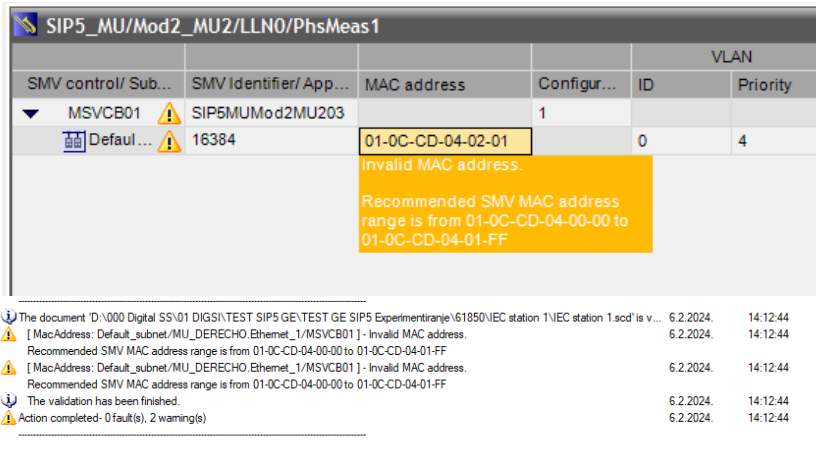 SIP5_MU/Mod2_MU2/LLN0/PhsMeas1
VLAN
SMV control/ Sub... SMV Identifier/ App... MAC address Configur... ID Priority
MSVCB01 SIP5MUMod2MU203 1
Defaul ... 16384 01-0C-CD-04-02-01 0 4
Invalid MAC address.
Recommended SMV MAC address
range is from 01-0C-CD-04-00-00 to
01-0C-CD-04-01-FF
The document 'D:\000 Digital SS\01 DIGSI\TEST SIP5 GE\TEST GE SIP5 Experimentiranje\61850\IEC station 1\IEC station 1.scd' is v... 6.2.2024. 14:12:44
[ MacAddress: Default_subnet/MU_DERECHO.Ethernet_1/MSVCB01 ] - Invalid MAC address. 6.2.2024. 14:12:44
Recommended SMV MAC address range is from 01-0C-CD-04-00-00 to 01-0C-CD-04-01-FF
[ MacAddress: Default_subnet/MU_DERECHO.Ethernet_1/MSVCB01 ] - Invalid MAC address. 6.2.2024. 14:12:44
Recommended SMV MAC address range is from 01-0C-CD-04-00-00 to 01-0C-CD-04-01-FF
The validation has been finished. 6.2.2024. 14:12:44
Action completed- 0 fault(s), 2 warning(s) 6.2.2024. 14:12:44